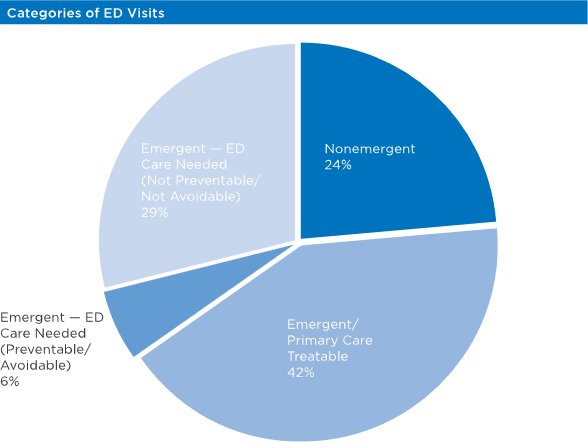 Categories of ED Visits
Nonemergent
24%
Emergent — ED
Care Needed
(Not Preventable/
Not Avoidable)
29%
Emergent — ED
Care Needed
(Preventable/
Avoidable)
6%
Emergent/
Primary Care
Treatable
42%